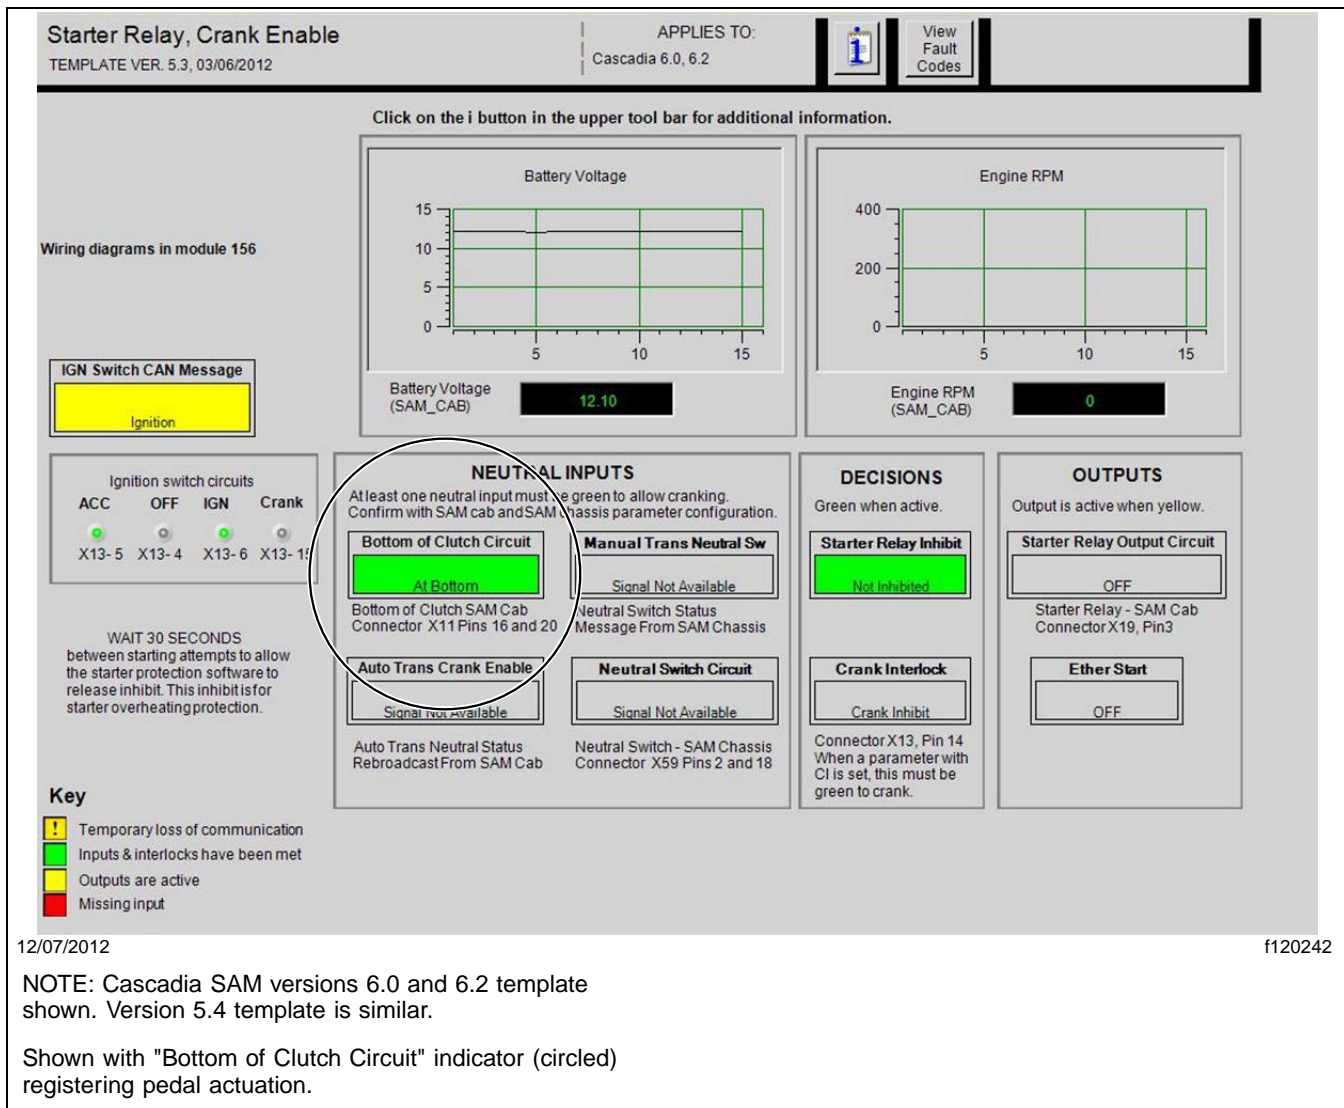 Starter Relay, Crank Enable
TEMPLATE VER. 5.3, 03/06/2012
APPLIES TO:
Cascadia 6.0, 6.2
i
View
Fault
Codes
Click on the i button in the upper tool bar for additional information.
Wiring diagrams in module 156
Battery Voltage
15
10
5
0
5 10 15
Battery Voltage
(SAM_CAB)
12.10
Engine RPM
400
200
0
5 10 15
Engine RPM
(SAM_CAB)
0
IGN Switch CAN Message
Ignition
Ignition switch circuits
ACC OFF IGN Crank
X13- 5 X13- 4 X13- 6 X13- 15
WAIT 30 SECONDS
between starting attempts to allow
the starter protection software to
release inhibit. This inhibit is for
starter overheating protection.
NEUTRAL INPUTS
At least one neutral input must be green to allow cranking.
Confirm with SAM cab and SAM chassis parameter configuration.
Bottom of Clutch Circuit
At Bottom
Bottom of Clutch SAM Cab
Connector X11 Pins 16 and 20
Manual Trans Neutral Sw
Signal Not Available
Neutral Switch Status
Message From SAM Chassis
Auto Trans Crank Enable
Signal Not Available
Auto Trans Neutral Status
Rebroadcast From SAM Cab
Neutral Switch Circuit
Signal Not Available
Neutral Switch - SAM Chassis
Connector X59 Pins 2 and 18
DECISIONS
Green when active.
Starter Relay Inhibit
Not Inhibited
Crank Interlock
Crank Inhibit
Connector X13, Pin 14
When a parameter with
CI is set, this must be
green to crank.
OUTPUTS
Output is active when yellow.
Starter Relay Output Circuit
OFF
Starter Relay - SAM Cab
Connector X19, Pin3
Ether Start
OFF
Key
! Temporary loss of communication
Inputs & interlocks have been met
Outputs are active
Missing input
12/07/2012
f120242
NOTE: Cascadia SAM versions 6.0 and 6.2 template
shown. Version 5.4 template is similar.
Shown with "Bottom of Clutch Circuit" indicator (circled)
registering pedal actuation.